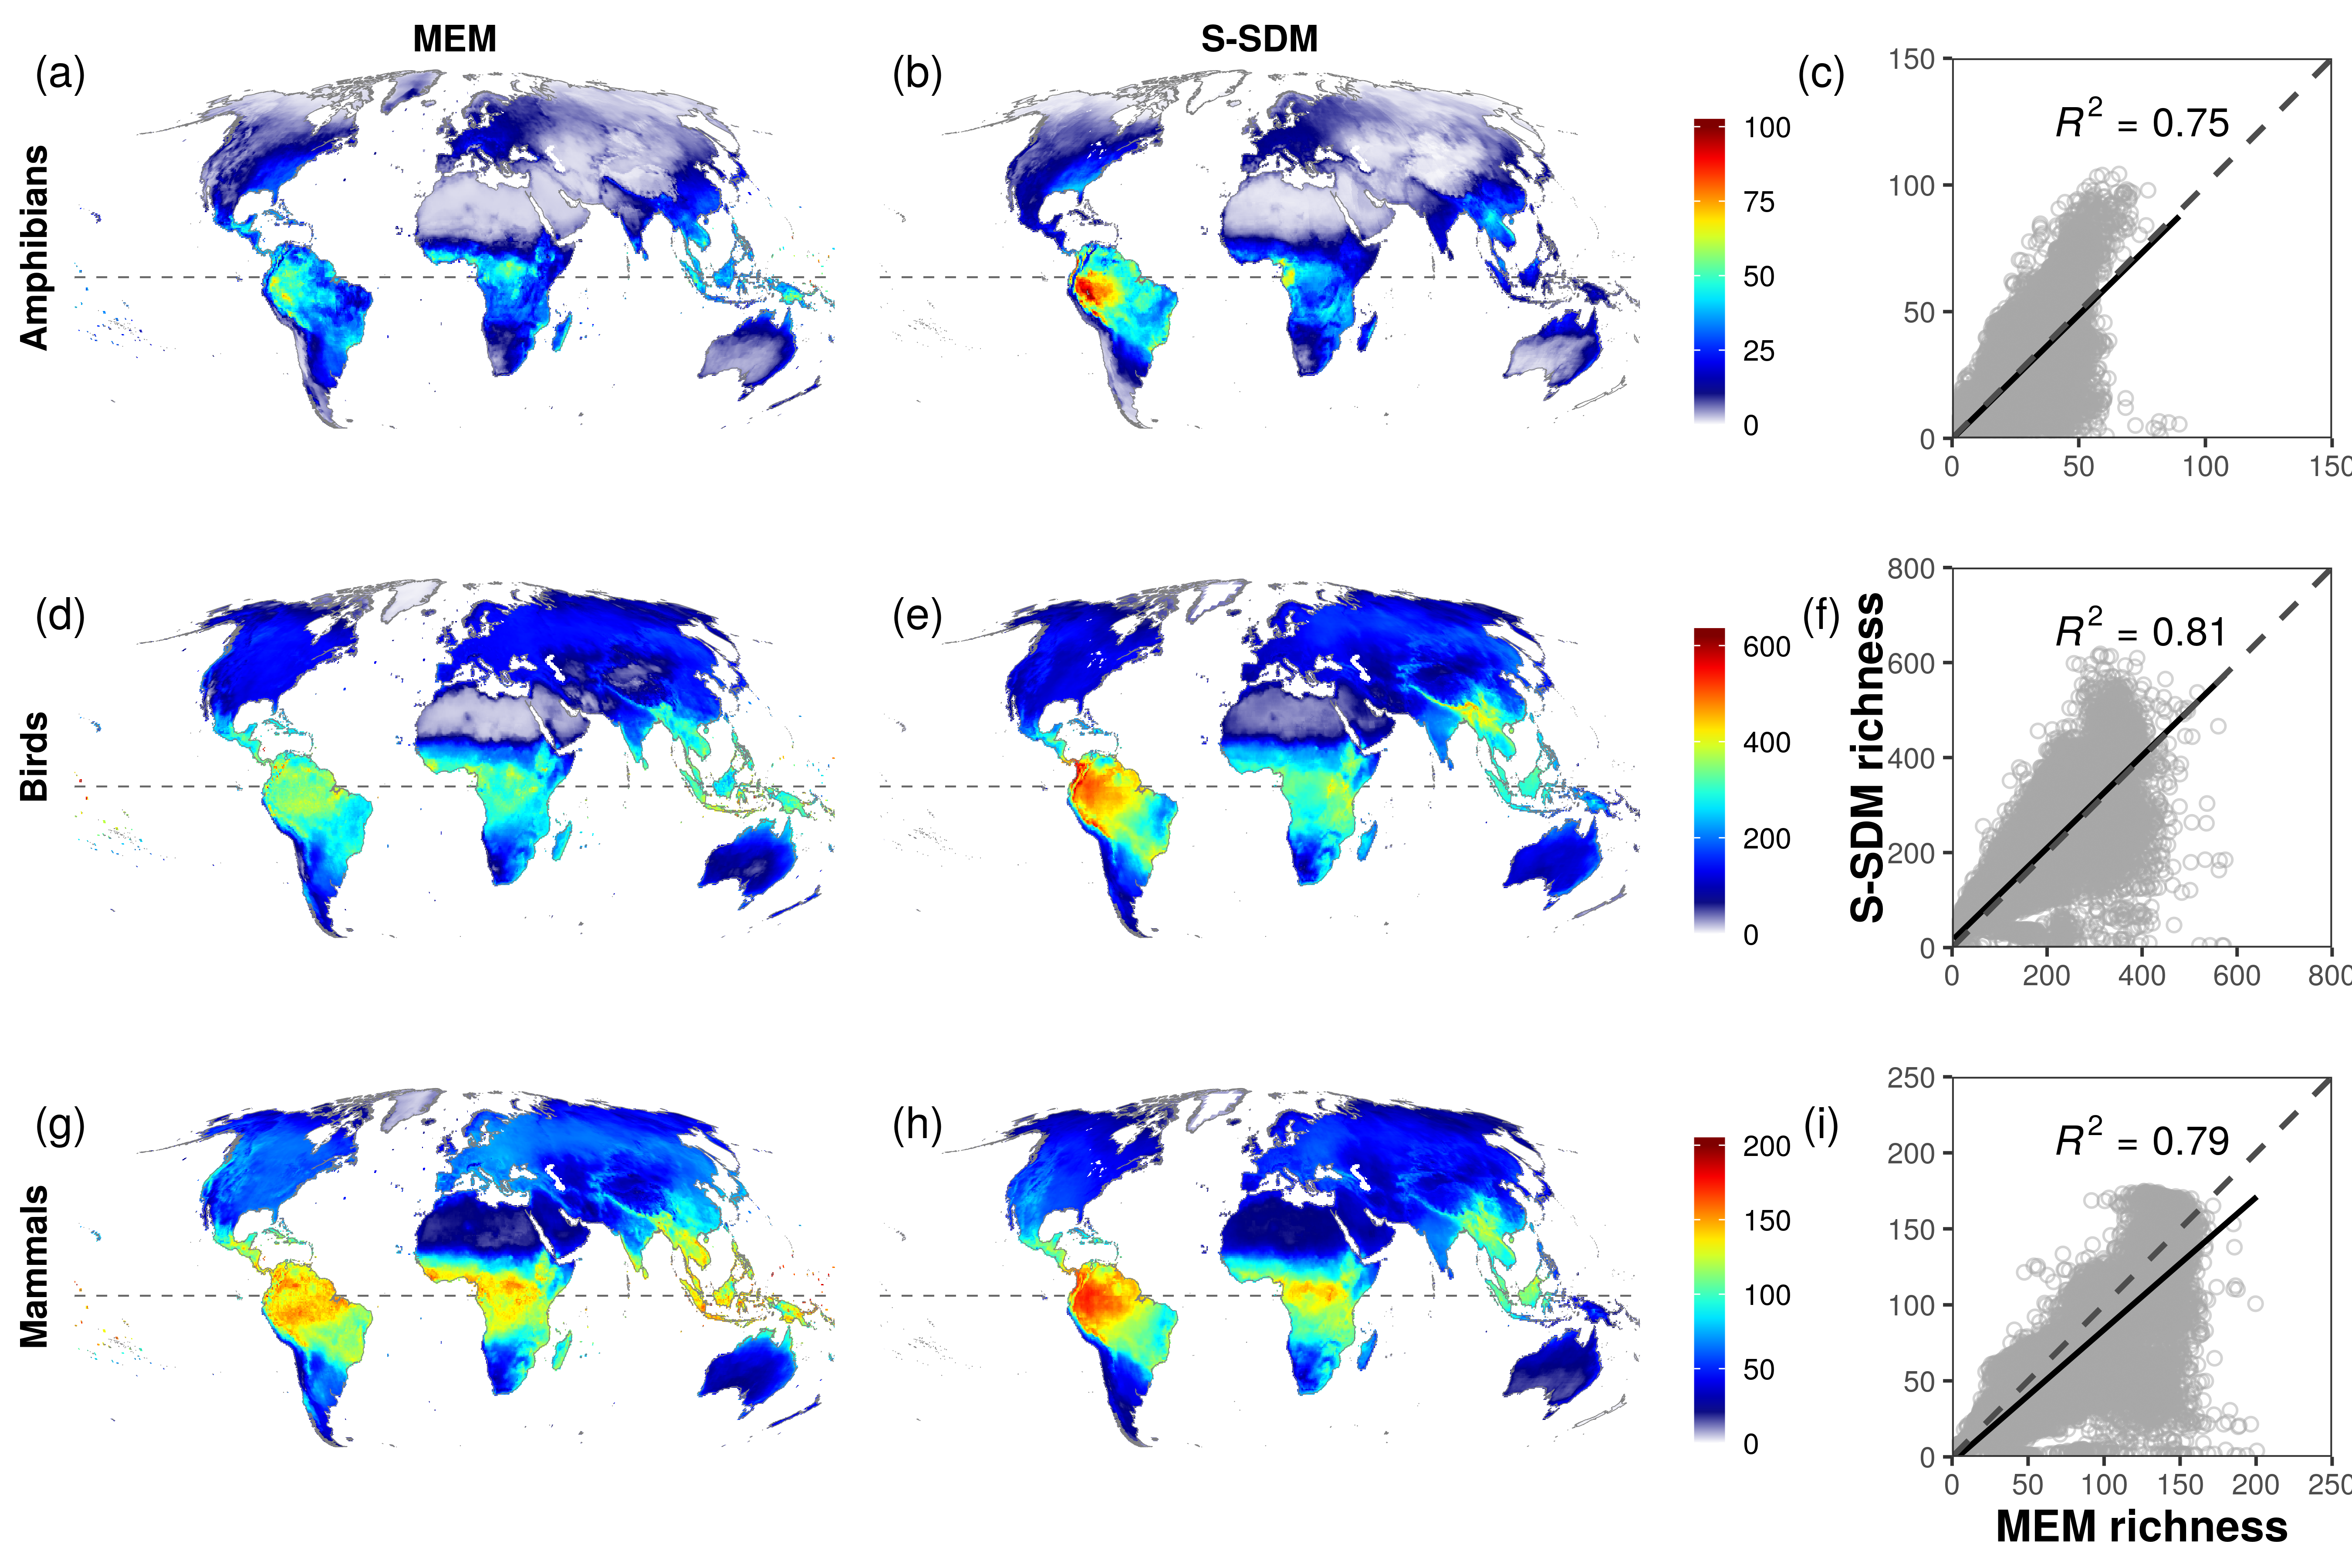 MEM
S-SDM
(a)
(b)
(c)
Amphibians
100
75
50
25
0
150
100
50
0
R² = 0.75
0 50 100 150
(d)
(e)
(f)
Birds
600
400
200
0
S-SDM richness
800
600
400
200
0
R² = 0.81
0 200 400 600 800
(g)
(h)
(i)
Mammals
200
150
100
50
0
250
200
150
100
50
0
R² = 0.79
0 50 100 150 200 250
MEM richness